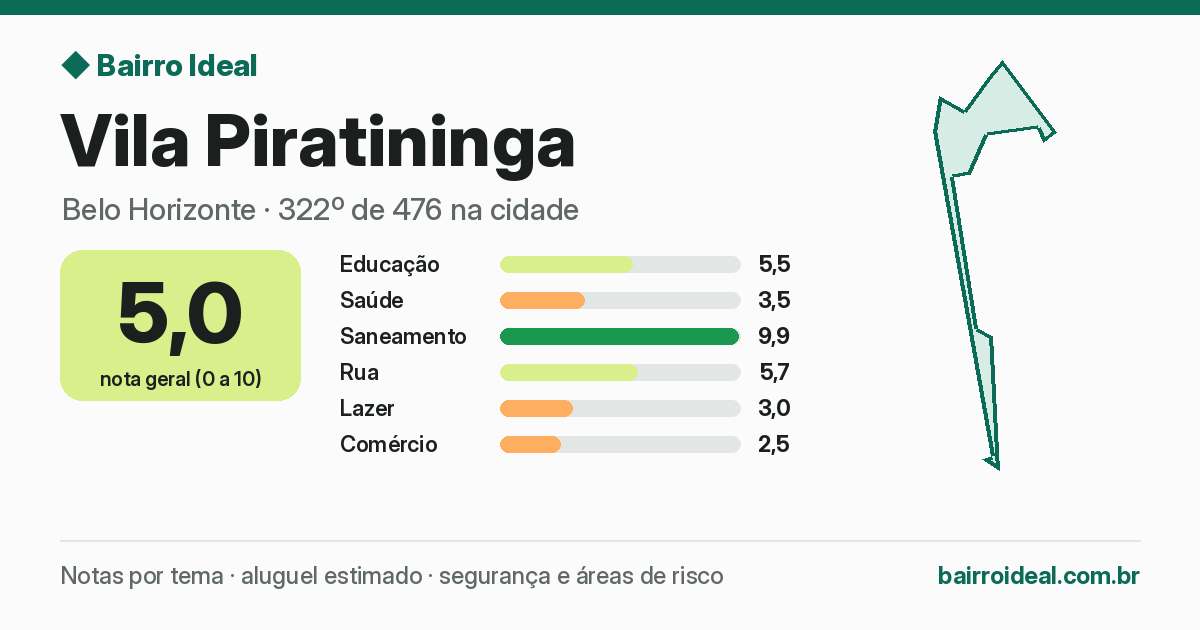 Bairro Ideal
Vila Piratininga
Belo Horizonte · 322º de 476 na cidade
5,0
nota geral (0 a 10)
Educação 5,5
Saúde 3,5
Saneamento 9,9
Rua 5,7
Lazer 3,0
Comércio 2,5
Notas por tema · aluguel estimado · segurança e áreas de risco
bairroideal.com.br